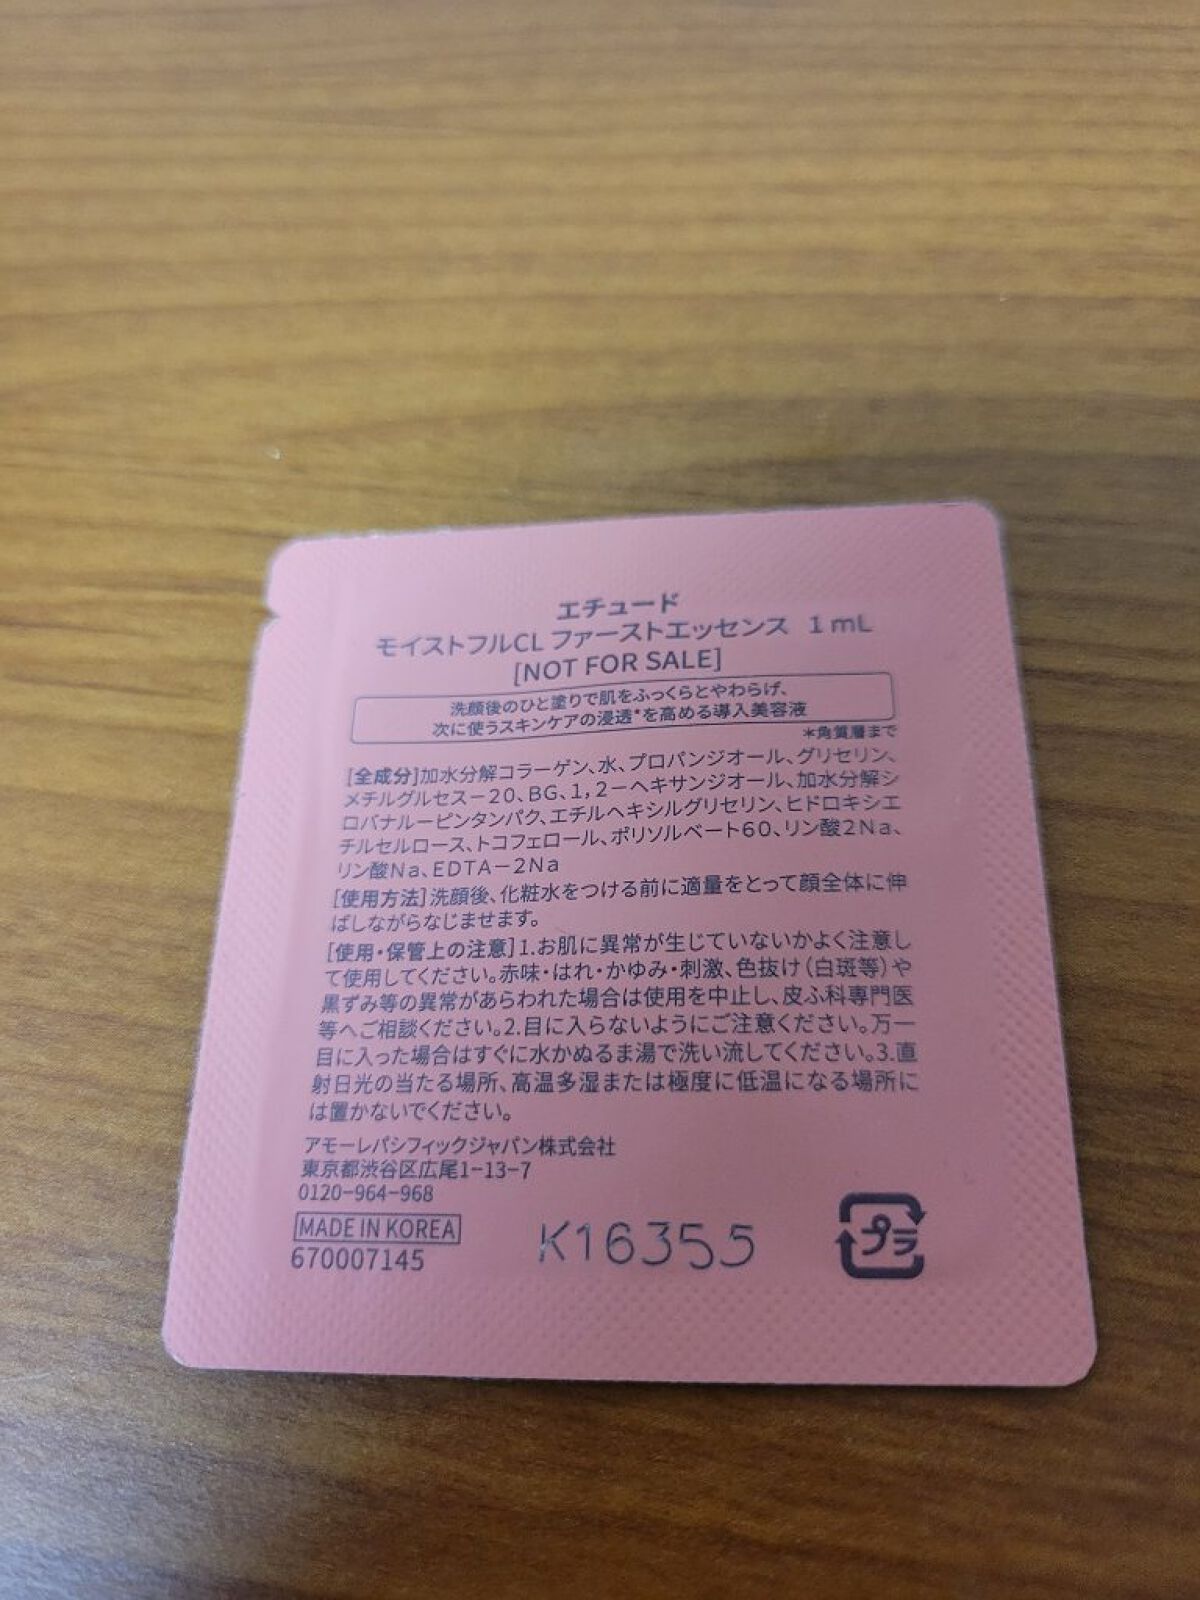 エチュード
モイストフルCL ファーストエッセンス 1mL
[NOT FOR SALE]
洗顔後のひと塗りで肌をふっくらとやわらげ、
次に使うスキンケアの浸透*を高める導入美容液
*角質層まで
[全成分]加水分解コラーゲン、水、プロパンジオール、グリセリン、
メチルグルセス－20、BG、1，2－ヘキサンジオール、加水分解シ
ロバナルーピンタンパク、エチルヘキシルグリセリン、ヒドロキシエ
チルセルロース、トコフェロール、ポリソルベート60、リン酸2Na、
リン酸Na、EDTA－2Na
[使用方法]洗顔後、化粧水をつける前に適量をとって顔全体に伸
ばしながらなじませます。
[使用・保管上の注意]1.お肌に異常が生じていないかよく注意し
て使用してください。赤味・はれ・かゆみ・刺激、色抜け（白斑等）や
黒ずみ等の異常があらわれた場合は使用を中止し、皮ふ科専門医
等へご相談ください。2.目に入らないようにご注意ください。万一
目に入った場合はすぐに水かぬるま湯で洗い流してください。3.直
射日光の当たる場所、高温多湿または極度に低温になる場所に
は置かないでください。
アモーレパシフィックジャパン株式会社
東京都渋谷区広尾1-13-7
0120-964-968
MADE IN KOREA
670007145
K16355
プラ